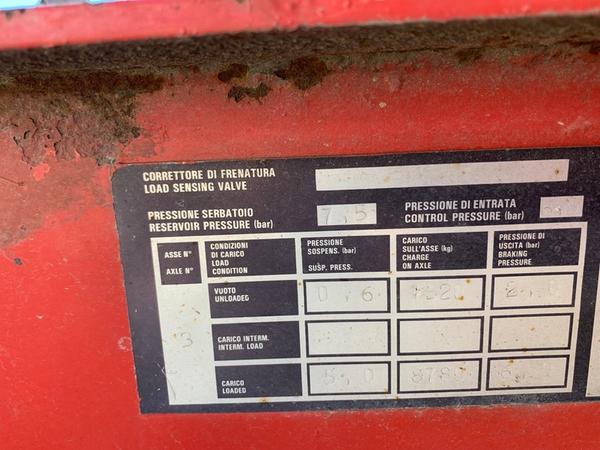 CORRETTORE DI FRENATURA
LOAD SENSING VALVE
PRESSIONE SERBATOIO
RESERVOIR PRESSURE (bar)
7,5
PRESSIONE DI ENTRATA
CONTROL PRESSURE (bar)
ASSE N°
AXLE N°
CONDIZIONI
DI CARICO
LOAD
CONDITION
PRESSIONE
SOSPENS. (bar)
SUSP. PRESS.
CARICO
SULL'ASSE (kg)
CHARGE
ON AXLE
PRESSIONE DI
USCITA (bar)
BRAKING
PRESSURE
3
VUOTO
UNLOADED
0,6
CARICO INTERM.
INTERM. LOAD
CARICO
LOADED
5,0